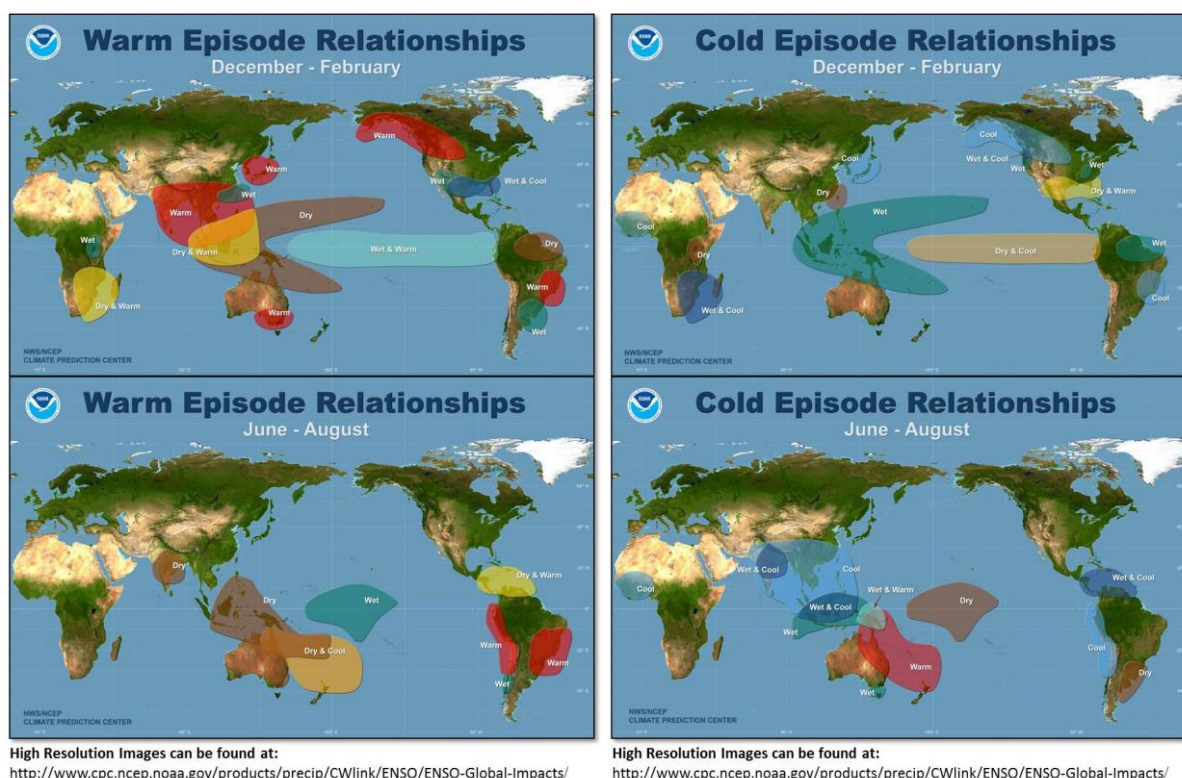 Warm Episode Relationships
December - February
Warm
Warm
Wet
Wet & Cool
Wet
Warm
Dry
Wet
Dry & Warm
Wet & Warm
Dry
Dry & Warm
Warm
Warm
Wet
NWS/NCEP
CLIMATE PREDICTION CENTER
Cold Episode Relationships
December - February
Cool
Cool
Wet & Cool
Wet
Wet
Dry
Dry & Warm
Wet
Cool
Dry
Dry & Cool
Wet
Wet & Cool
Cool
NWS/NCEP
CLIMATE PREDICTION CENTER
Warm Episode Relationships
June - August
Dry
Dry & Warm
Dry
Wet
Dry & Cool
Warm
Warm
Wet
NWS/NCEP
CLIMATE PREDICTION CENTER
Cold Episode Relationships
June - August
Cool
Wet & Cool
Cool
Wet & Cool
Wet & Warm
Wet & Cool
Dry
Wet
Warm
Cool
Dry
Wet
NWS/NCEP
CLIMATE PREDICTION CENTER
High Resolution Images can be found at:
http://www.cpc.ncep.noaa.gov/products/precip/CWlink/ENSO/ENSO-Global-Impacts/
High Resolution Images can be found at:
http://www.cpc.ncep.noaa.gov/products/precip/CWlink/ENSO/ENSO-Global-Impacts/